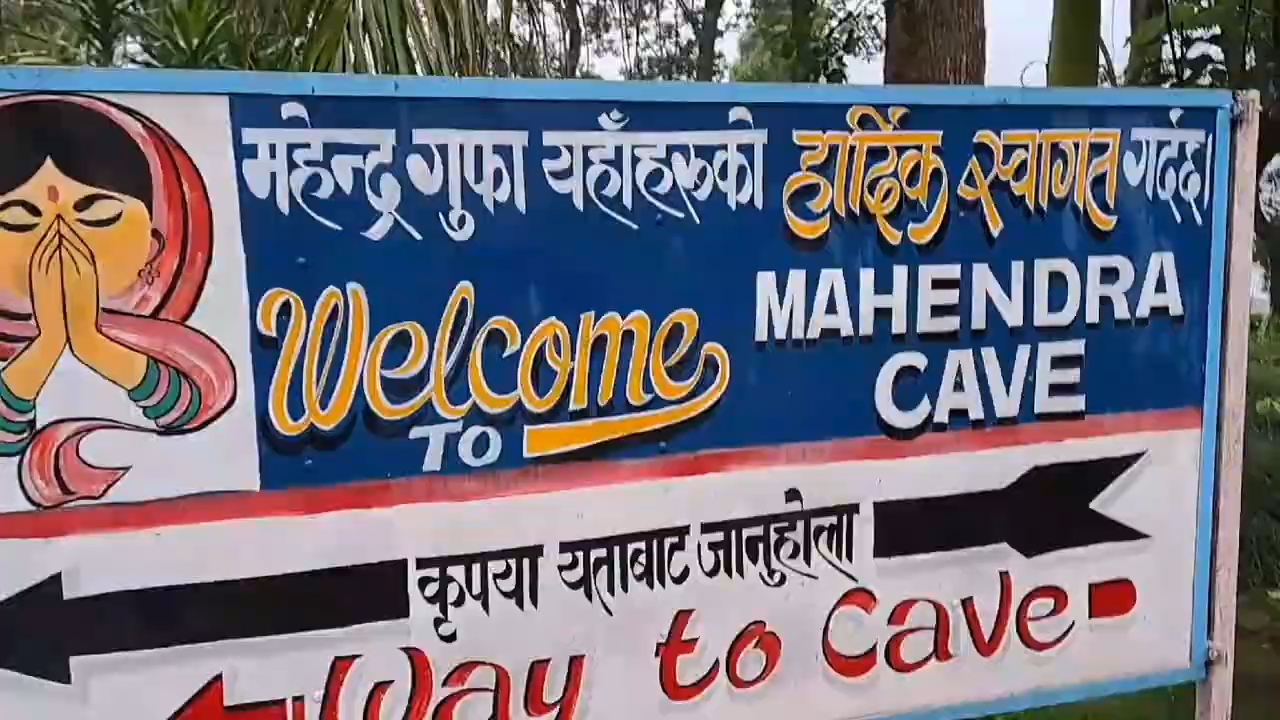 महेन्द्र गुफा यहाँहरूको हार्दिक स्वागत गर्दछ।
Welcome
TO
MAHENDRA
CAVE
कृपया यताबाट जानुहोला
Way to Cave